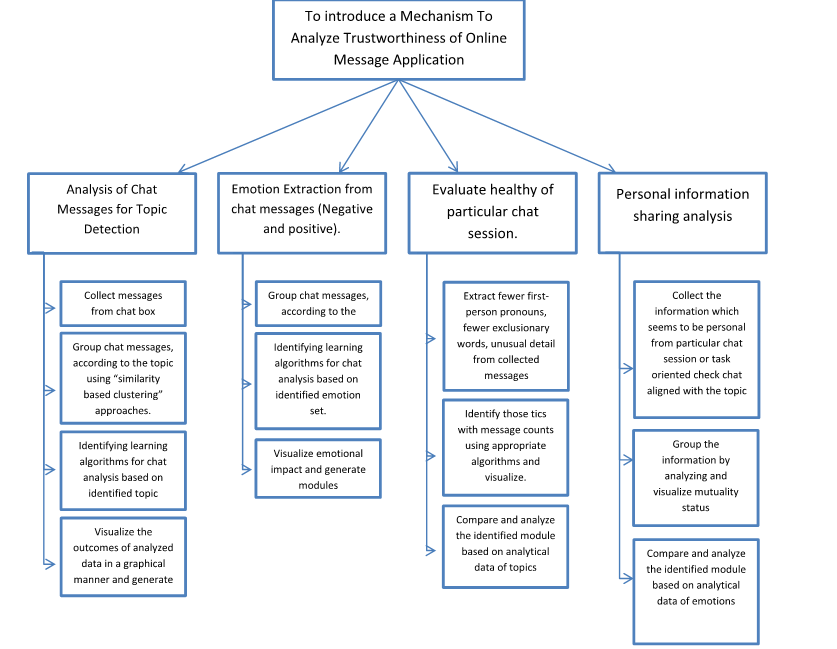 To introduce a Mechanism To
Analyze Trustworthiness of Online
Message Application
Analysis of Chat
Messages for Topic
Detection
Collect messages
from chat box
Group chat messages,
according to the topic
using “similarity
based clustering”
approaches.
Identifying learning
algorithms for chat
analysis based on
identified topic
Visualize the
outcomes of analyzed
data in a graphical
manner and generate
Emotion Extraction from
chat messages (Negative
and positive).
Group chat messages,
according to the
Identifying learning
algorithms for chat
analysis based on
identified emotion
set.
Visualize emotional
impact and generate
modules
Evaluate healthy of
particular chat
session.
Extract fewer first-
person pronouns,
fewer exclusionary
words, unusual detail
from collected
messages
Identify those tics
with message counts
using appropriate
algorithms and
visualize.
Compare and analyze
the identified module
based on analytical
data of topics
Personal information
sharing analysis
Collect the
information which
seems to be personal
from particular chat
session or task
oriented check chat
aligned with the topic
Group the
information by
analyzing and
visualize mutuality
status
Compare and analyze
the identified module
based on analytical
data of emotions